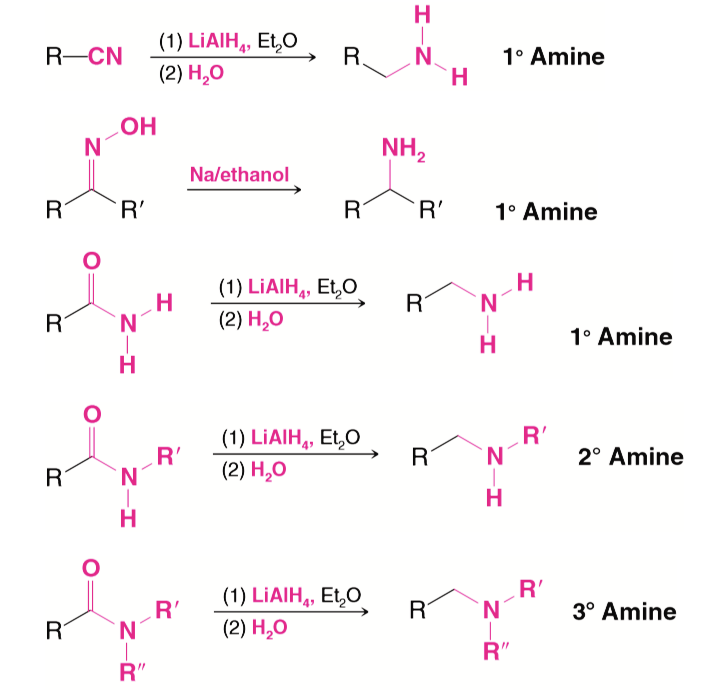 R—CN (1) LiAlH₄, Et₂O (2) H₂O R N H H 1° Amine
N OH R R′ Na/ethanol NH₂ R R′ 1° Amine
O R N H H (1) LiAlH₄, Et₂O (2) H₂O R N H H 1° Amine
O R N R′ H (1) LiAlH₄, Et₂O (2) H₂O R N R′ H 2° Amine
O R N R′ R″ (1) LiAlH₄, Et₂O (2) H₂O R N R′ R″ 3° Amine